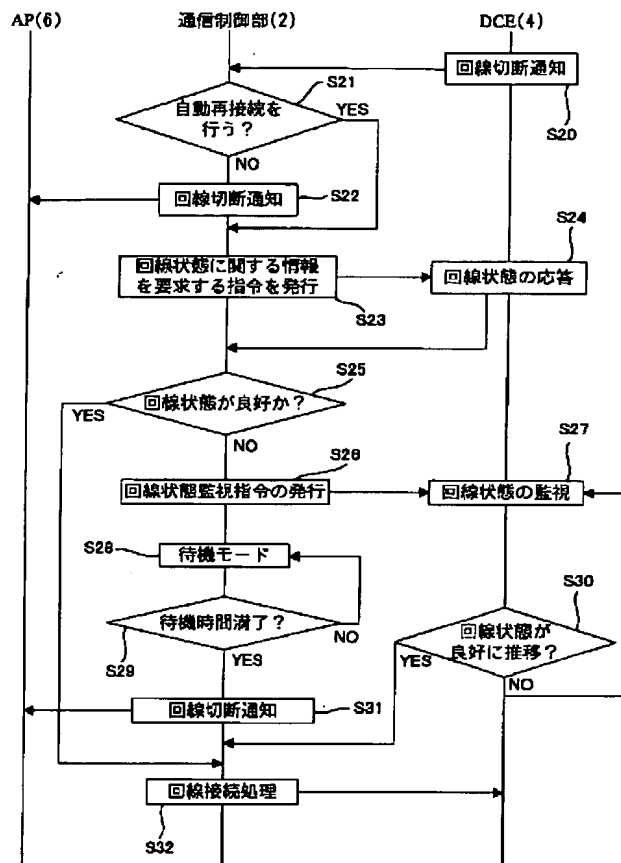 AP(6)
通信制御部(2)
DCE(4)
回線切断通知
S20
S21
自動再接続を
行う？
YES
NO
回線切断通知
S22
回線状態に関する情報
を要求する指令を発行
S23
S24
回線状態の応答
S25
回線状態が良好か？
YES
NO
S26
回線状態監視指令の発行
S27
回線状態の監視
S28
待機モード
待機時間満了？
NO
S29
YES
S30
回線状態が
良好に推移？
YES
NO
回線切断通知
S31
回線接続処理
S32